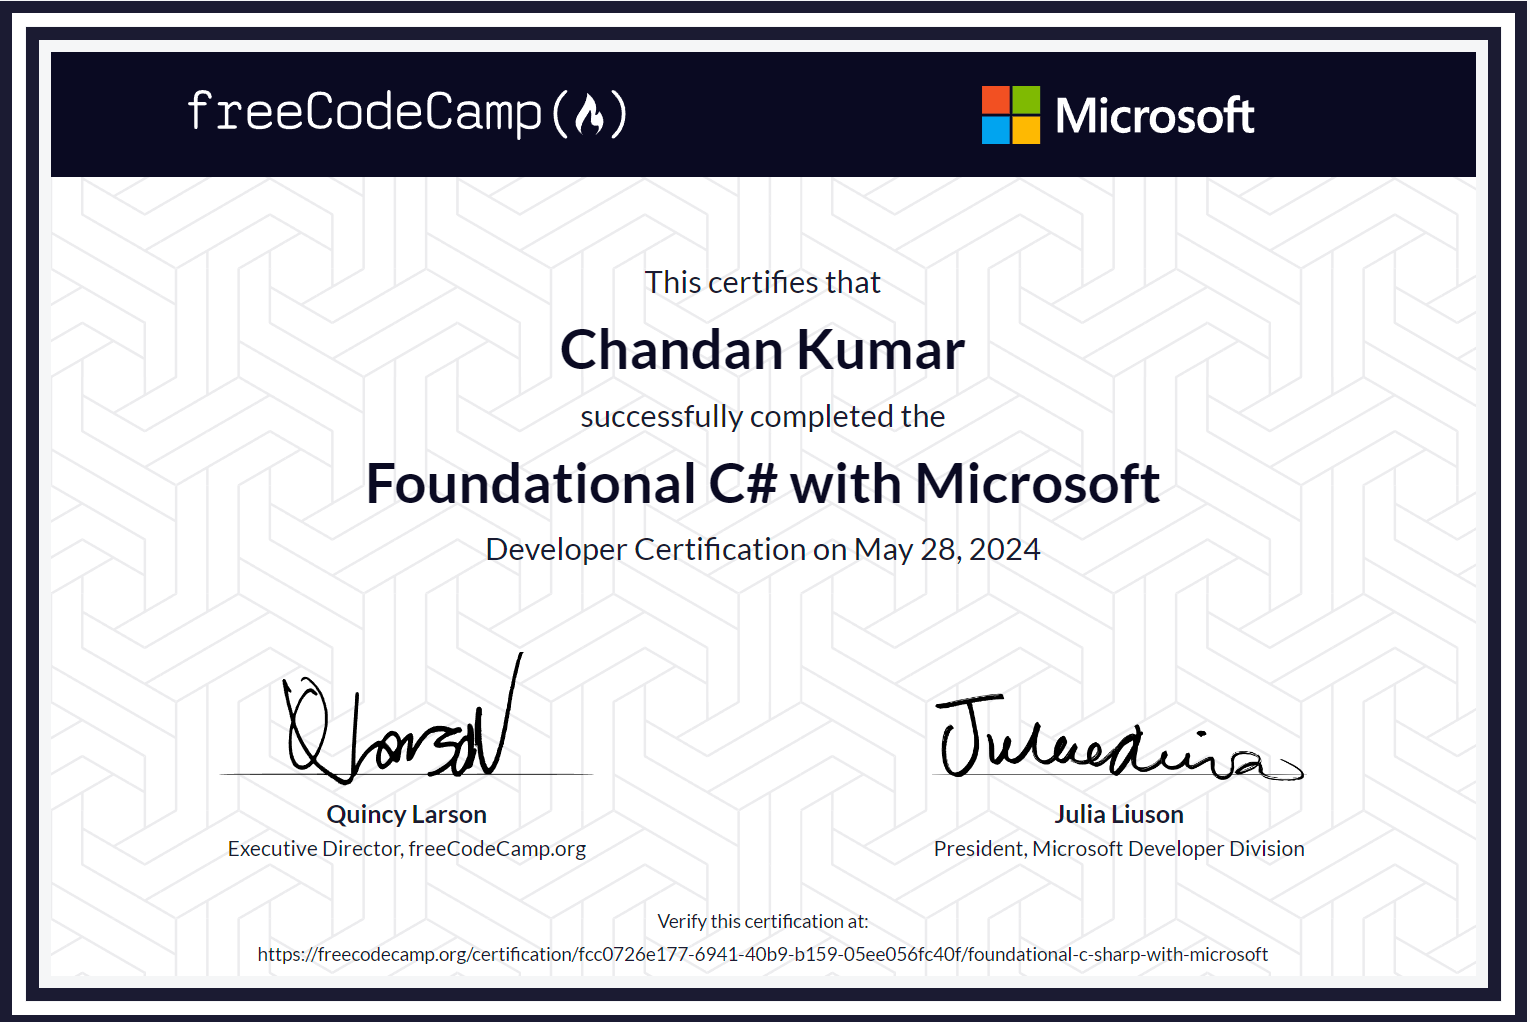 freeCodeCamp
Microsoft
This certifies that
Chandan Kumar
successfully completed the
Foundational C# with Microsoft
Developer Certification on May 28, 2024
Quincy Larson
Executive Director, freeCodeCamp.org
Julia Liuson
President, Microsoft Developer Division
Verify this certification at:
https://freecodecamp.org/certification/fcc0726e177-6941-40b9-b159-05ee056fc40f/foundational-c-sharp-with-microsoft